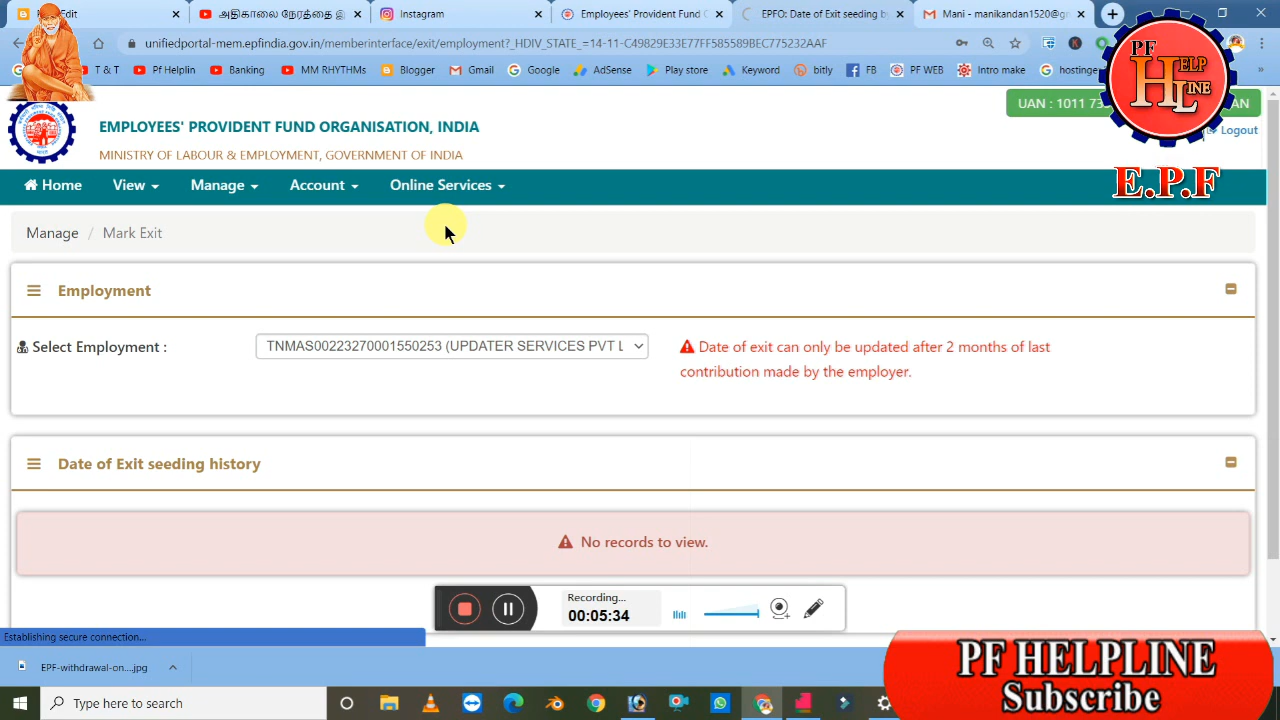 Edit
அதிகாலை நேரத்தை இ
Instagram
Employees' Provident Fund O
EPFO: Date of Exit seeding by
Mani - manikandan1520@gm
unifiedportal-mem.epfindia.gov.in/memberinterface/exit/employment?_HDIV_STATE_=14-11-C49829E33E77FF585589BEC775232AAF
T & T
Pf Helplin
Banking
MM RHYTHMS
Blogger
Gmail
Google
AdSense
Play store
Keyword
bitly
FB
PF WEB
Intro make
hostinge
PF
HELP
LINE
E.P.F
UAN : 1011 73
AN
Logout
EMPLOYEES' PROVIDENT FUND ORGANISATION, INDIA
MINISTRY OF LABOUR & EMPLOYMENT, GOVERNMENT OF INDIA
Home View Manage Account Online Services
Manage / Mark Exit
Employment
Select Employment :
TNMAS00223270001550253 (UPDATER SERVICES PVT L
Date of exit can only be updated after 2 months of last
contribution made by the employer.
Date of Exit seeding history
No records to view.
Recording...
00:05:34
Establishing secure connection...
EPF-withdrawal-on....jpg
PF HELPLINE
Subscribe
Type here to search